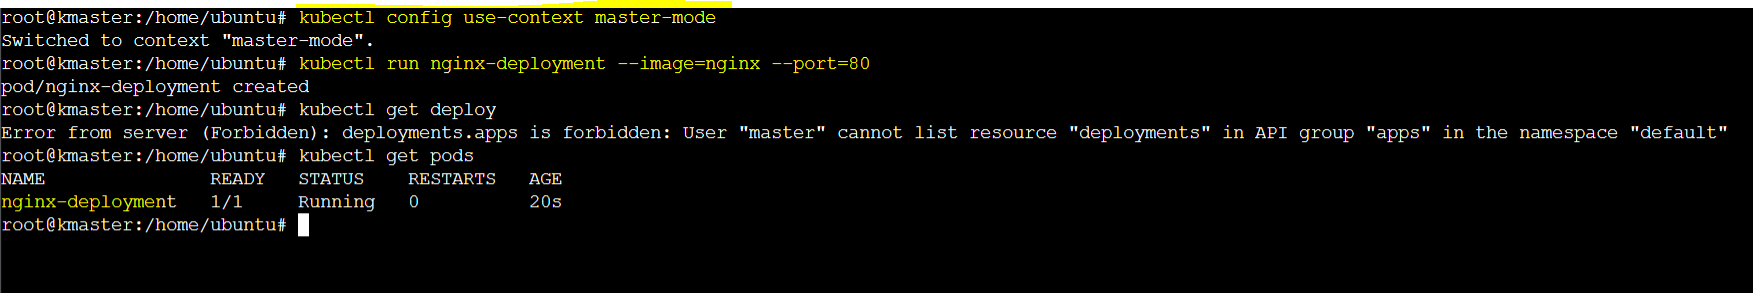 root@kmaster:/home/ubuntu# kubectl config use-context master-mode
Switched to context "master-mode".
root@kmaster:/home/ubuntu# kubectl run nginx-deployment --image=nginx --port=80
pod/nginx-deployment created
root@kmaster:/home/ubuntu# kubectl get deploy
Error from server (Forbidden): deployments.apps is forbidden: User "master" cannot list resource "deployments" in API group "apps" in the namespace "default"
root@kmaster:/home/ubuntu# kubectl get pods
NAME READY STATUS RESTARTS AGE
nginx-deployment 1/1 Running 0 20s
root@kmaster:/home/ubuntu#